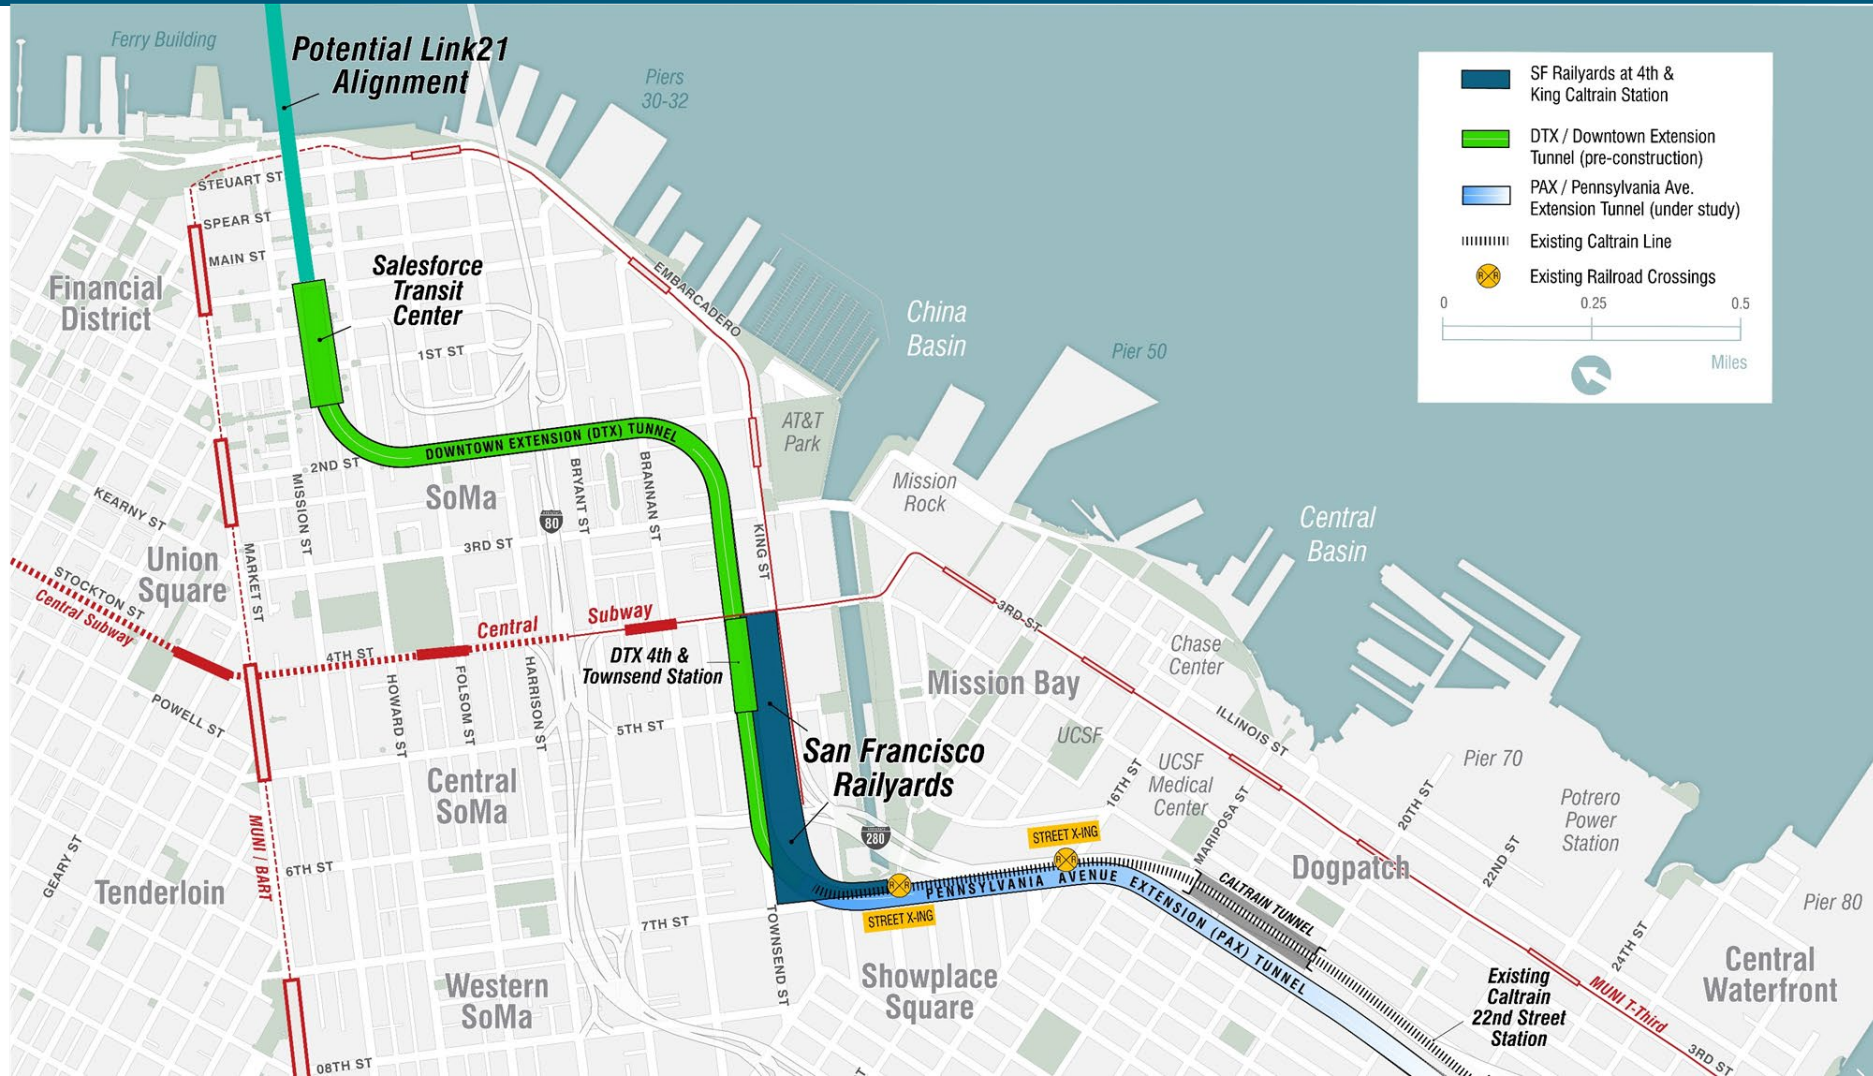 Ferry Building
Potential Link21
Alignment
Piers
30-32
SF Railyards at 4th &
King Caltrain Station
DTX / Downtown Extension
Tunnel (pre-construction)
PAX / Pennsylvania Ave.
Extension Tunnel (under study)
Existing Caltrain Line
Existing Railroad Crossings
0
0.25
0.5
Miles
STEUART ST
SPEAR ST
MAIN ST
Financial
District
Salesforce
Transit
Center
EMBARCADERO
China
Basin
Pier 50
1ST ST
AT&T
Park
DOWNTOWN EXTENSION (DTX) TUNNEL
2ND ST
MISSION ST
SoMa
80
BRYANT ST
BRANNAN ST
Mission
Rock
Central
Basin
KEARNY ST
Union
Square
MARKET ST
3RD ST
KING ST
STOCKTON ST
Central Subway
Central
Subway
4TH ST
DTX 4th &
Townsend Station
3RD ST
Chase
Center
Mission Bay
POWELL ST
HOWARD ST
FOLSOM ST
HARRISON ST
5TH ST
ILLINOIS ST
UCSF
UCSF
Medical
Center
San Francisco
Railyards
16TH ST
MARIPOSA ST
20TH ST
Pier 70
Potrero
Power
Station
Central
SoMa
MUNI / BART
280
STREET X-ING
R R
22ND ST
Dogpatch
GEARY ST
Tenderloin
6TH ST
R R
STREET X-ING
PENNSYLVANIA AVENUE EXTENSION (PAX) TUNNEL
CALTRAIN TUNNEL
Pier 80
7TH ST
TOWNSEND ST
24TH ST
Western
SoMa
Showplace
Square
Existing
Caltrain
22nd Street
Station
MUNI T-Third
Central
Waterfront
3RD ST
08TH ST